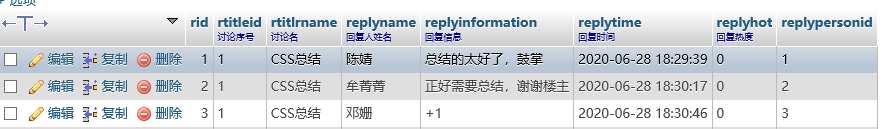 + 选项
←T→ rid rtitleid rtitlrname replyname replyinformation replytime replyhot replypersonid
讨论序号 讨论名 回复人姓名 回复信息 回复时间 回复热度
编辑 复制 删除 1 1 CSS总结 陈婧 总结的太好了，鼓掌 2020-06-28 18:29:39 0 1
编辑 复制 删除 2 1 CSS总结 牟菁菁 正好需要总结，谢谢楼主 2020-06-28 18:30:17 0 2
编辑 复制 删除 3 1 CSS总结 邓姗 +1 2020-06-28 18:30:46 0 3